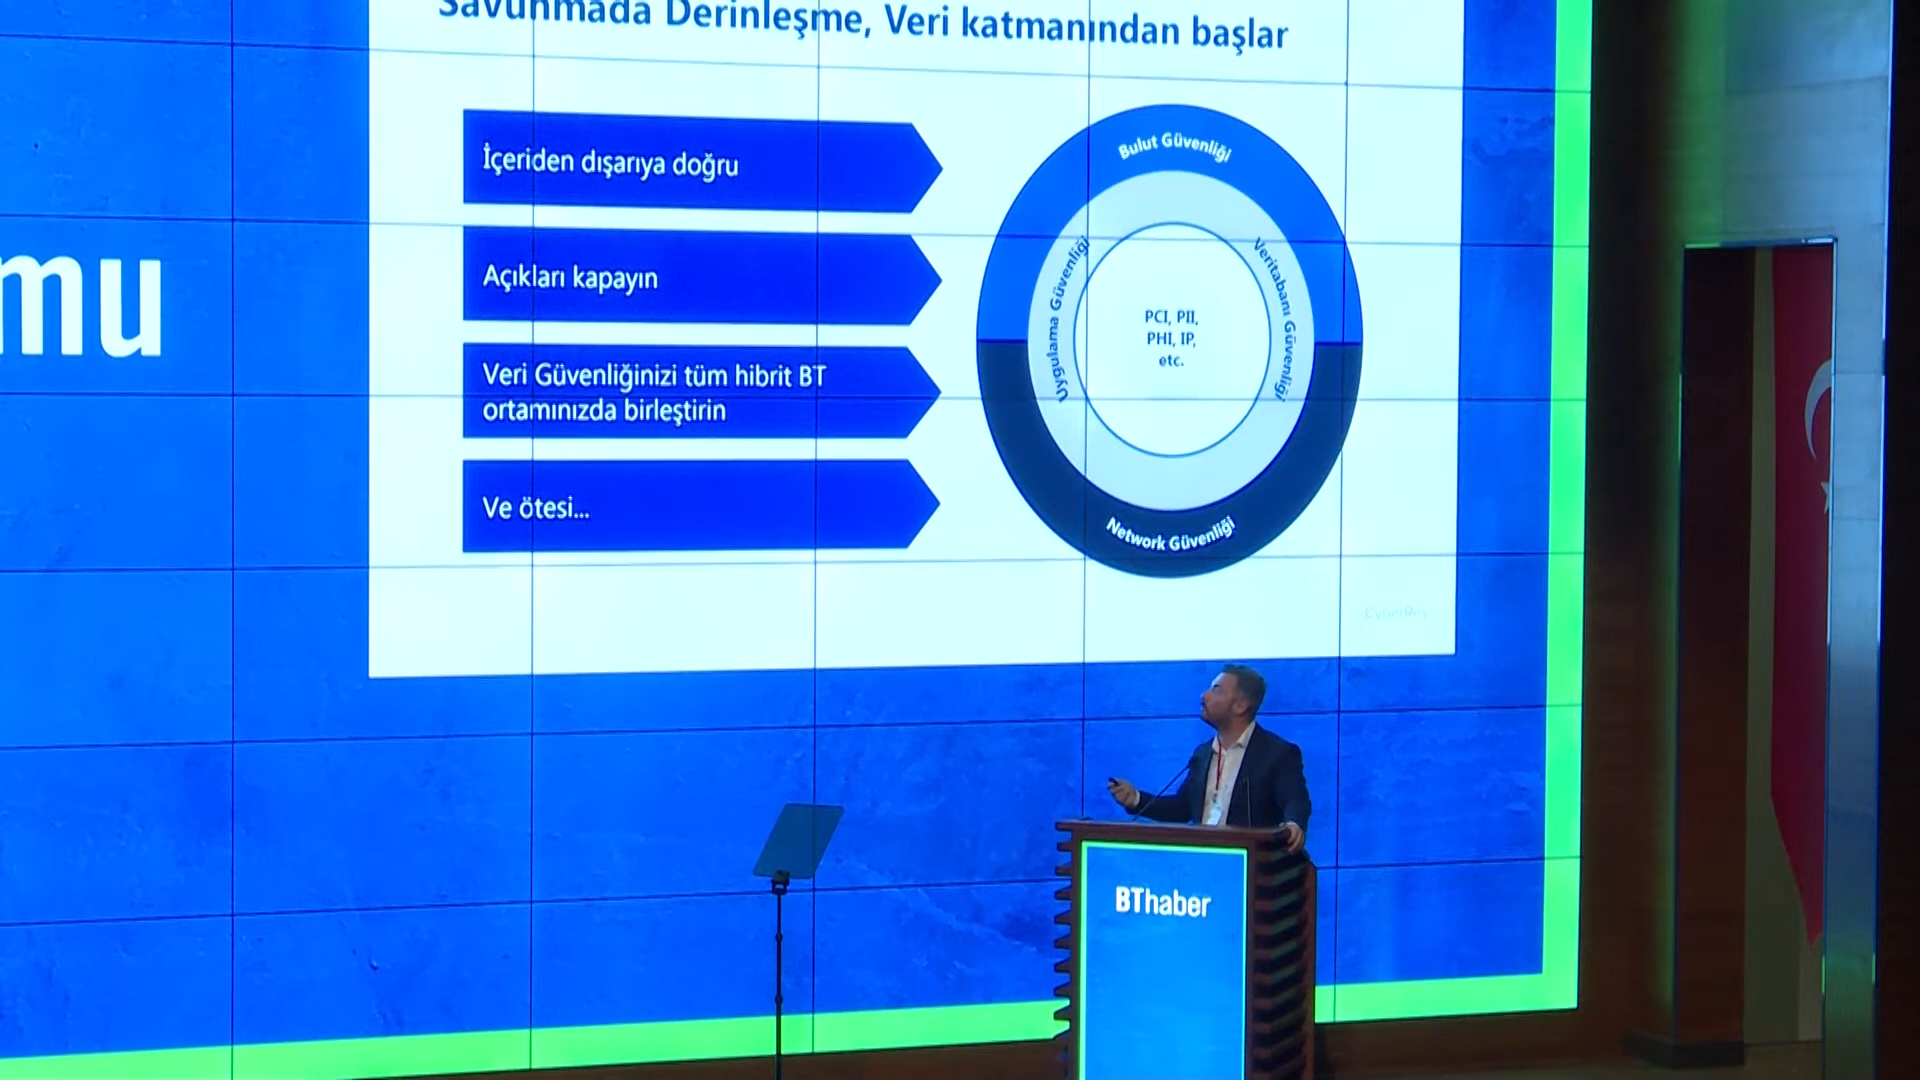 Savunmada Derinleşme, Veri katmanından başlar
mu
İçeriden dışarıya doğru
Açıkları kapayın
Veri Güvenliğinizi tüm hibrit BT
ortamınızda birleştirin
Ve ötesi...
Bulut Güvenliği
Uygulama Güvenliği
Veritabanı Güvenliği
PCI, PII,
PHI, IP,
etc.
Network Güvenliği
CyberRes
BThaber